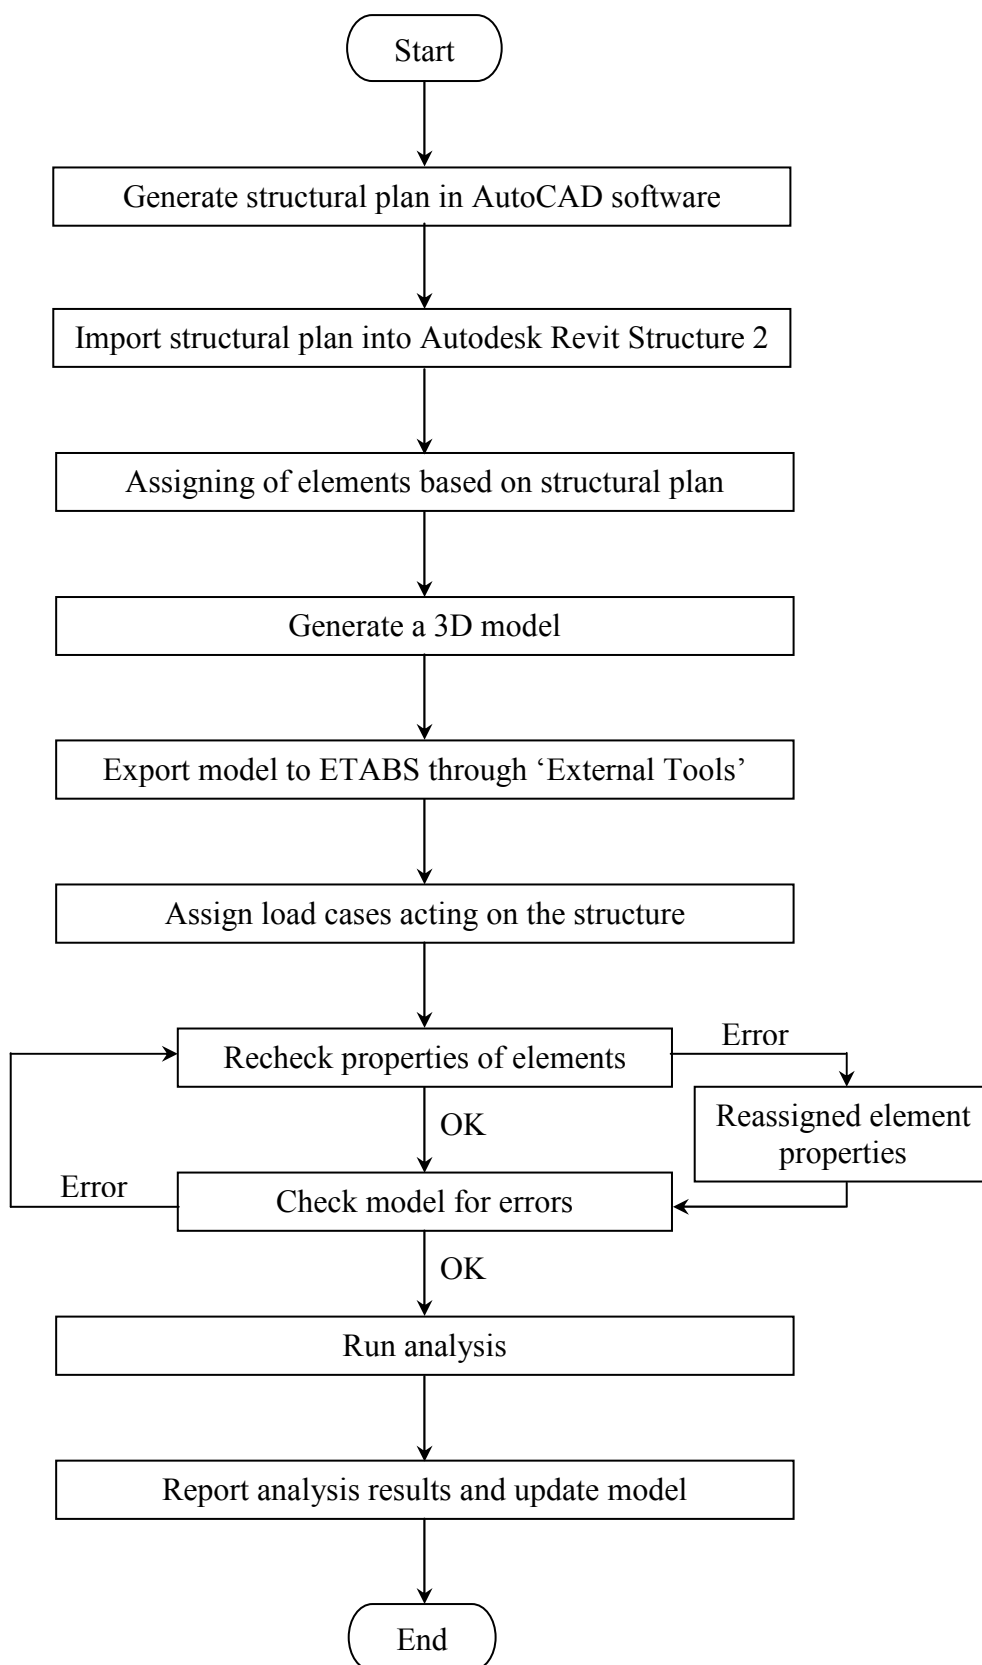 Start
Generate structural plan in AutoCAD software
Import structural plan into Autodesk Revit Structure 2
Assigning of elements based on structural plan
Generate a 3D model
Export model to ETABS through ‘External Tools’
Assign load cases acting on the structure
Recheck properties of elements
Error
Reassigned element
properties
OK
Error
Check model for errors
OK
Run analysis
Report analysis results and update model
End